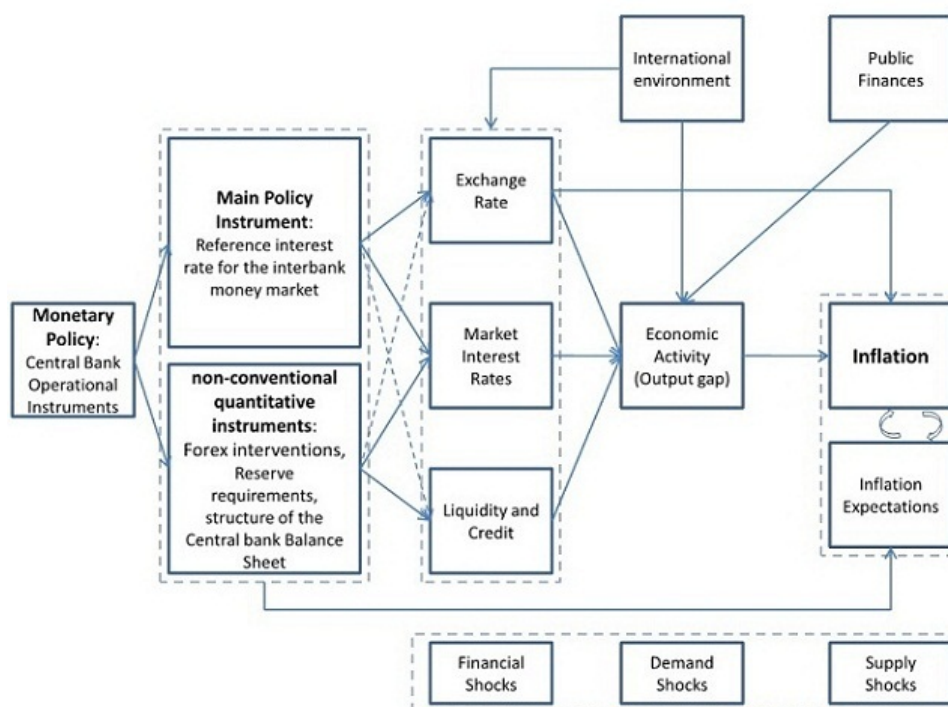 International
environment
Public
Finances
Main Policy
Instrument:
Reference interest
rate for the interbank
money market
Exchange
Rate
Monetary
Policy:
Central Bank
Operational
Instruments
Market
Interest
Rates
Economic
Activity
(Output gap)
Inflation
non-conventional
quantitative
instruments:
Forex interventions,
Reserve
requirements,
structure of the
Central bank Balance
Sheet
Liquidity and
Credit
Inflation
Expectations
Financial
Shocks
Demand
Shocks
Supply
Shocks